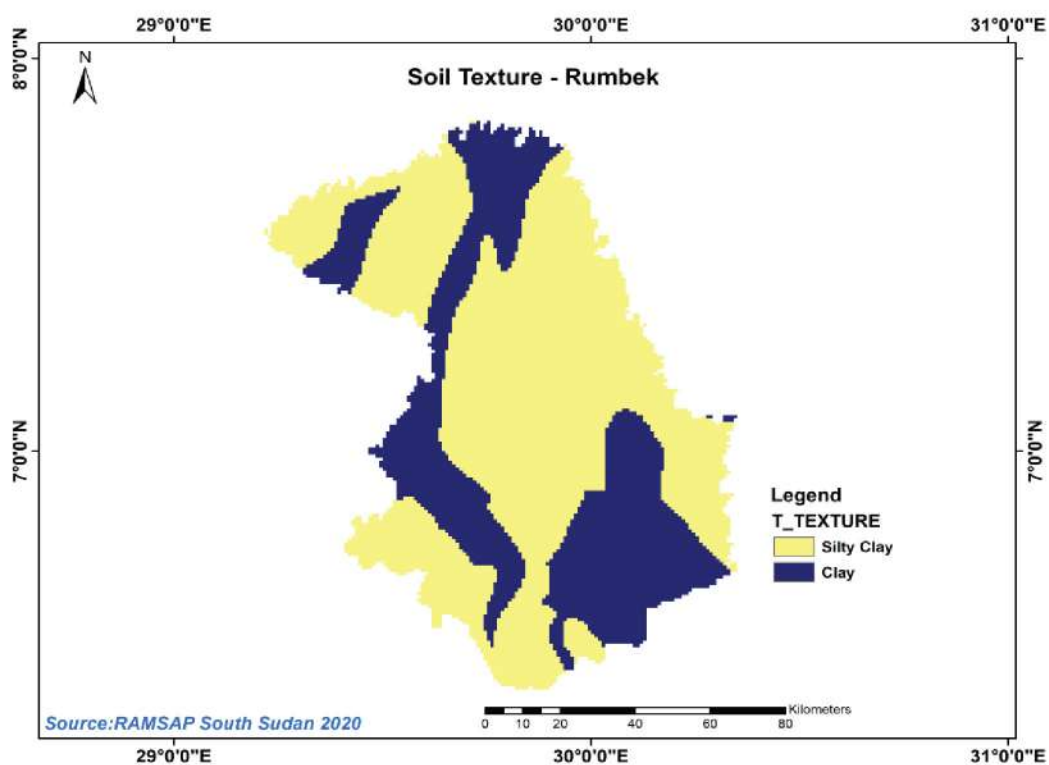 29°0'0"E 30°0'0"E 31°0'0"E
8°0'0"N
N
Soil Texture - Rumbek
7°0'0"N 7°0'0"N
Legend
T_TEXTURE
Silty Clay
Clay
Source:RAMSAP South Sudan 2020
Kilometers
0 10 20 40 60 80
29°0'0"E 30°0'0"E 31°0'0"E